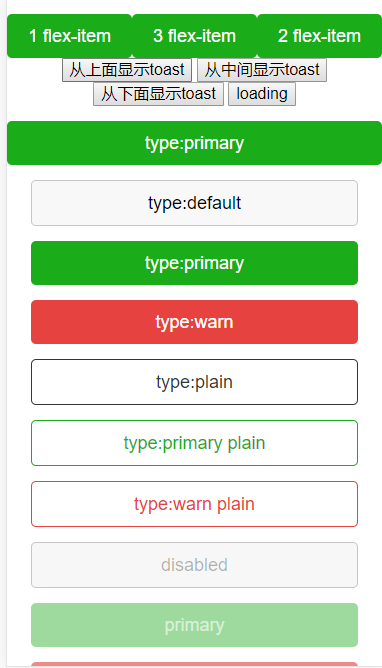 1 flex-item 3 flex-item 2 flex-item
从上面显示toast 从中间显示toast
从下面显示toast loading
type:primary
type:default
type:primary
type:warn
type:plain
type:primary plain
type:warn plain
disabled
primary